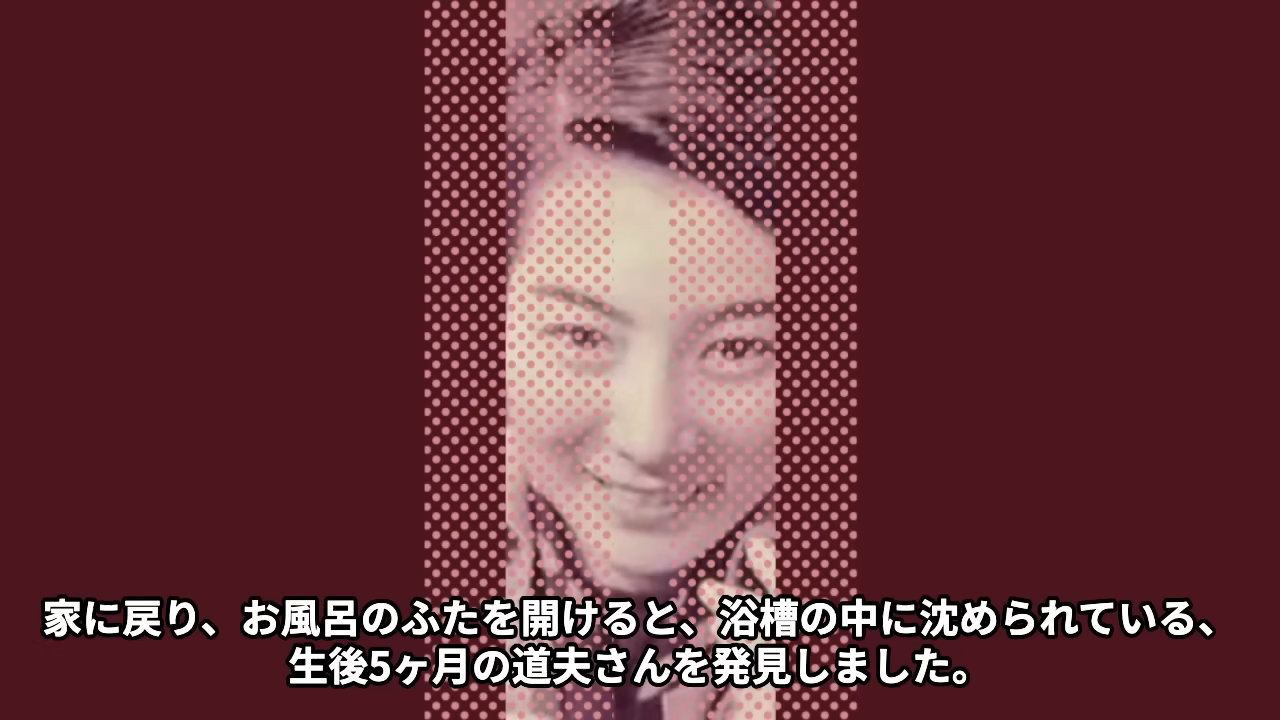 家に戻り、お風呂のふたを開けると、浴槽の中に沈められている、
生後5ヶ月の道夫さんを発見しました。